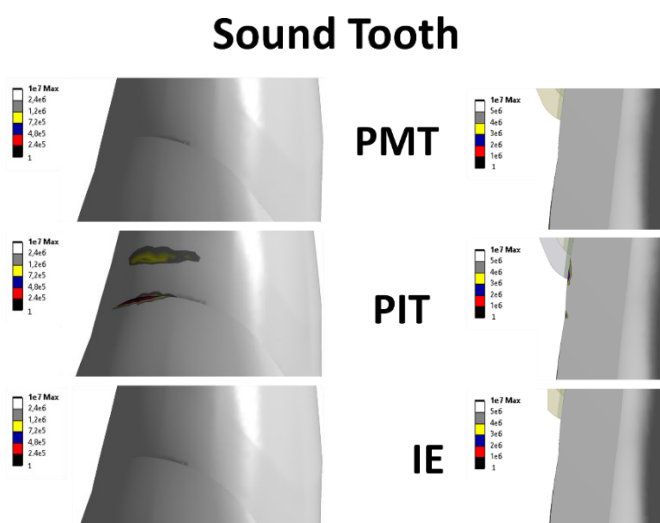 Sound Tooth
1e7 Max
2,4e6
1,2e6
7,2e5
4,8e5
2.4e5
1
PMT
1e7 Max
5e6
4e6
3e6
2e6
1e6
1
1e7 Max
2,4e6
1,2e6
7,2e5
4,8e5
2.4e5
1
PIT
1e7 Max
5e6
4e6
3e6
2e6
1e6
1
1e7 Max
2,4e6
1,2e6
7,2e5
4,8e5
2.4e5
1
IE
1e7 Max
5e6
4e6
3e6
2e6
1e6
1